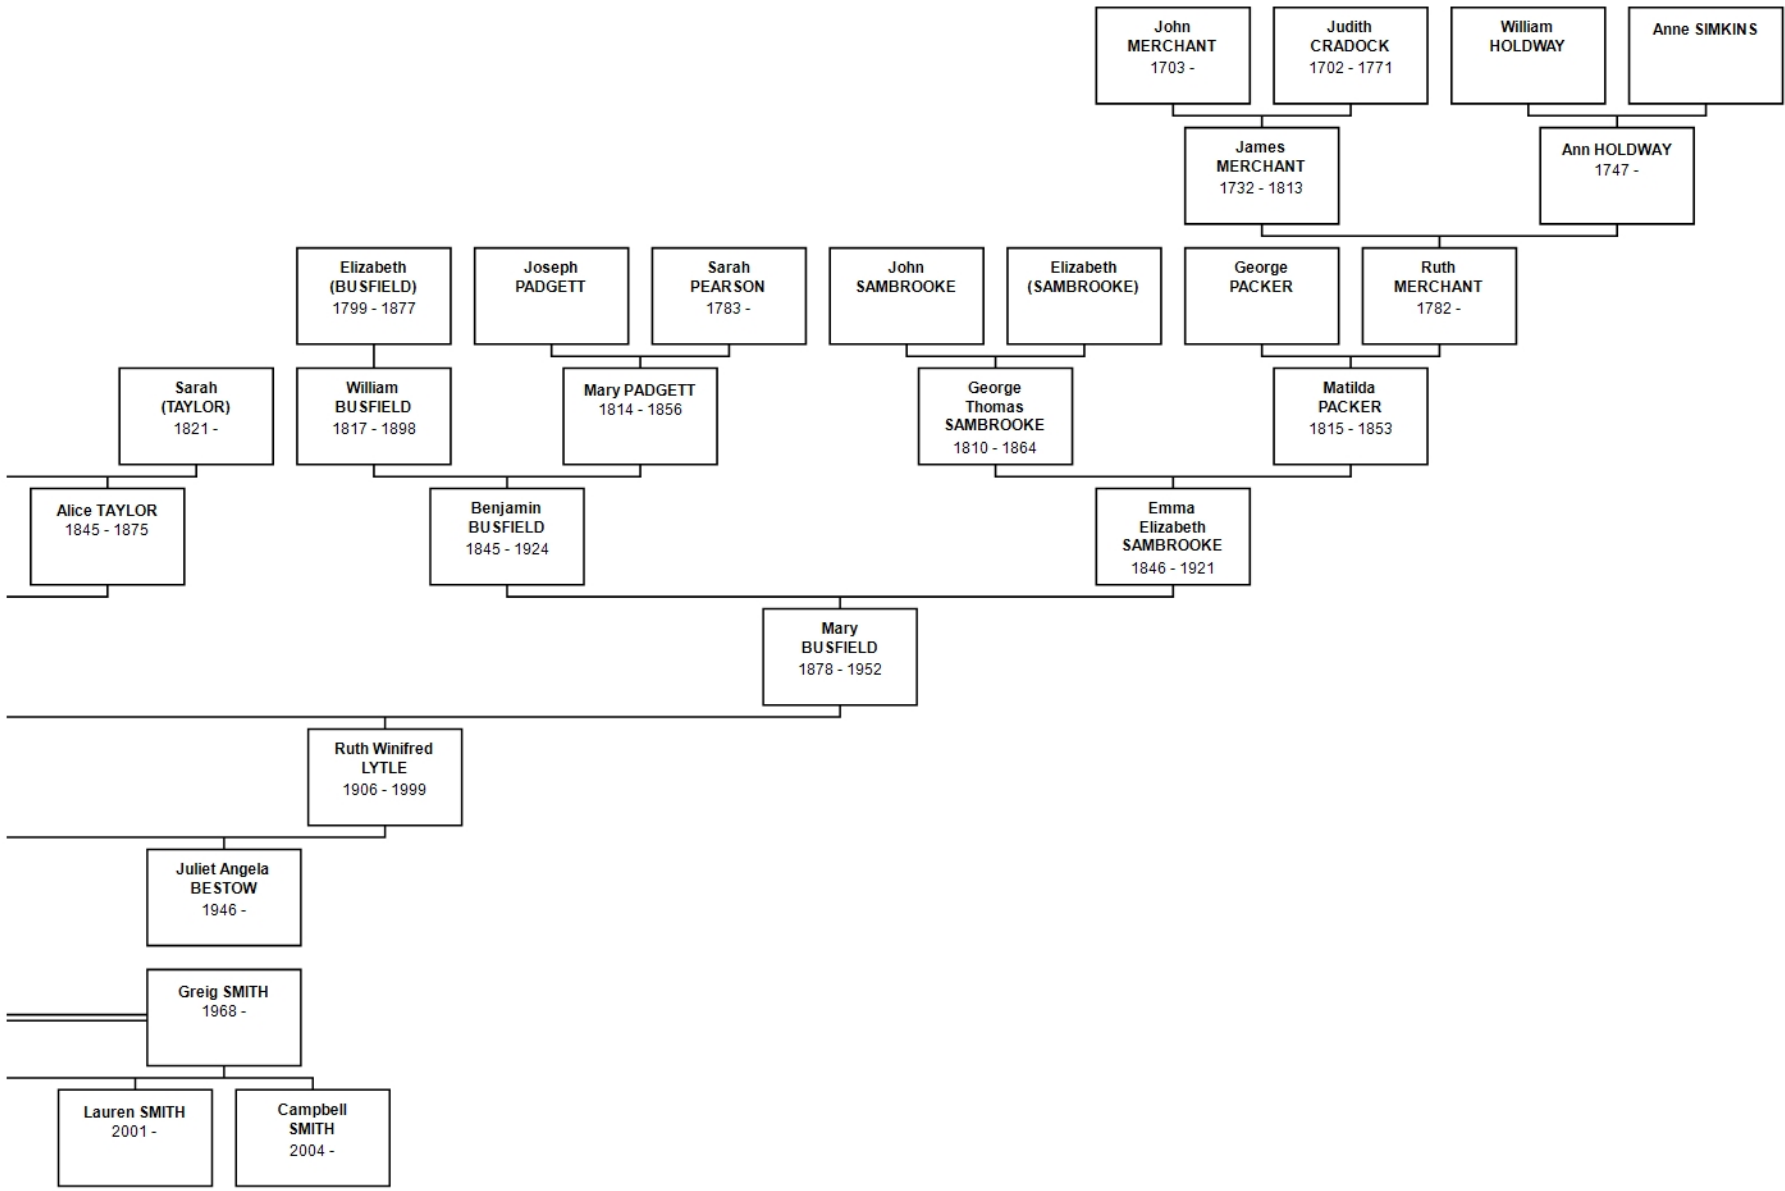 John
MERCHANT
1703 -
Judith
CRADOCK
1702 - 1771
William
HOLDWAY
Anne SIMKINS
James
MERCHANT
1732 - 1813
Ann HOLDWAY
1747 -
Elizabeth
(BUSFIELD)
1799 - 1877
Joseph
PADGETT
Sarah
PEARSON
1783 -
John
SAMBROOKE
Elizabeth
(SAMBROOKE)
George
PACKER
Ruth
MERCHANT
1782 -
Sarah
(TAYLOR)
1821 -
William
BUSFIELD
1817 - 1898
Mary PADGETT
1814 - 1856
George
Thomas
SAMBROOKE
1810 - 1864
Matilda
PACKER
1815 - 1853
Alice TAYLOR
1845 - 1875
Benjamin
BUSFIELD
1845 - 1924
Emma
Elizabeth
SAMBROOKE
1846 - 1921
Mary
BUSFIELD
1878 - 1952
Ruth Winifred
LYTLE
1906 - 1999
Juliet Angela
BESTOW
1946 -
Greig SMITH
1968 -
Lauren SMITH
2001 -
Campbell
SMITH
2004 -